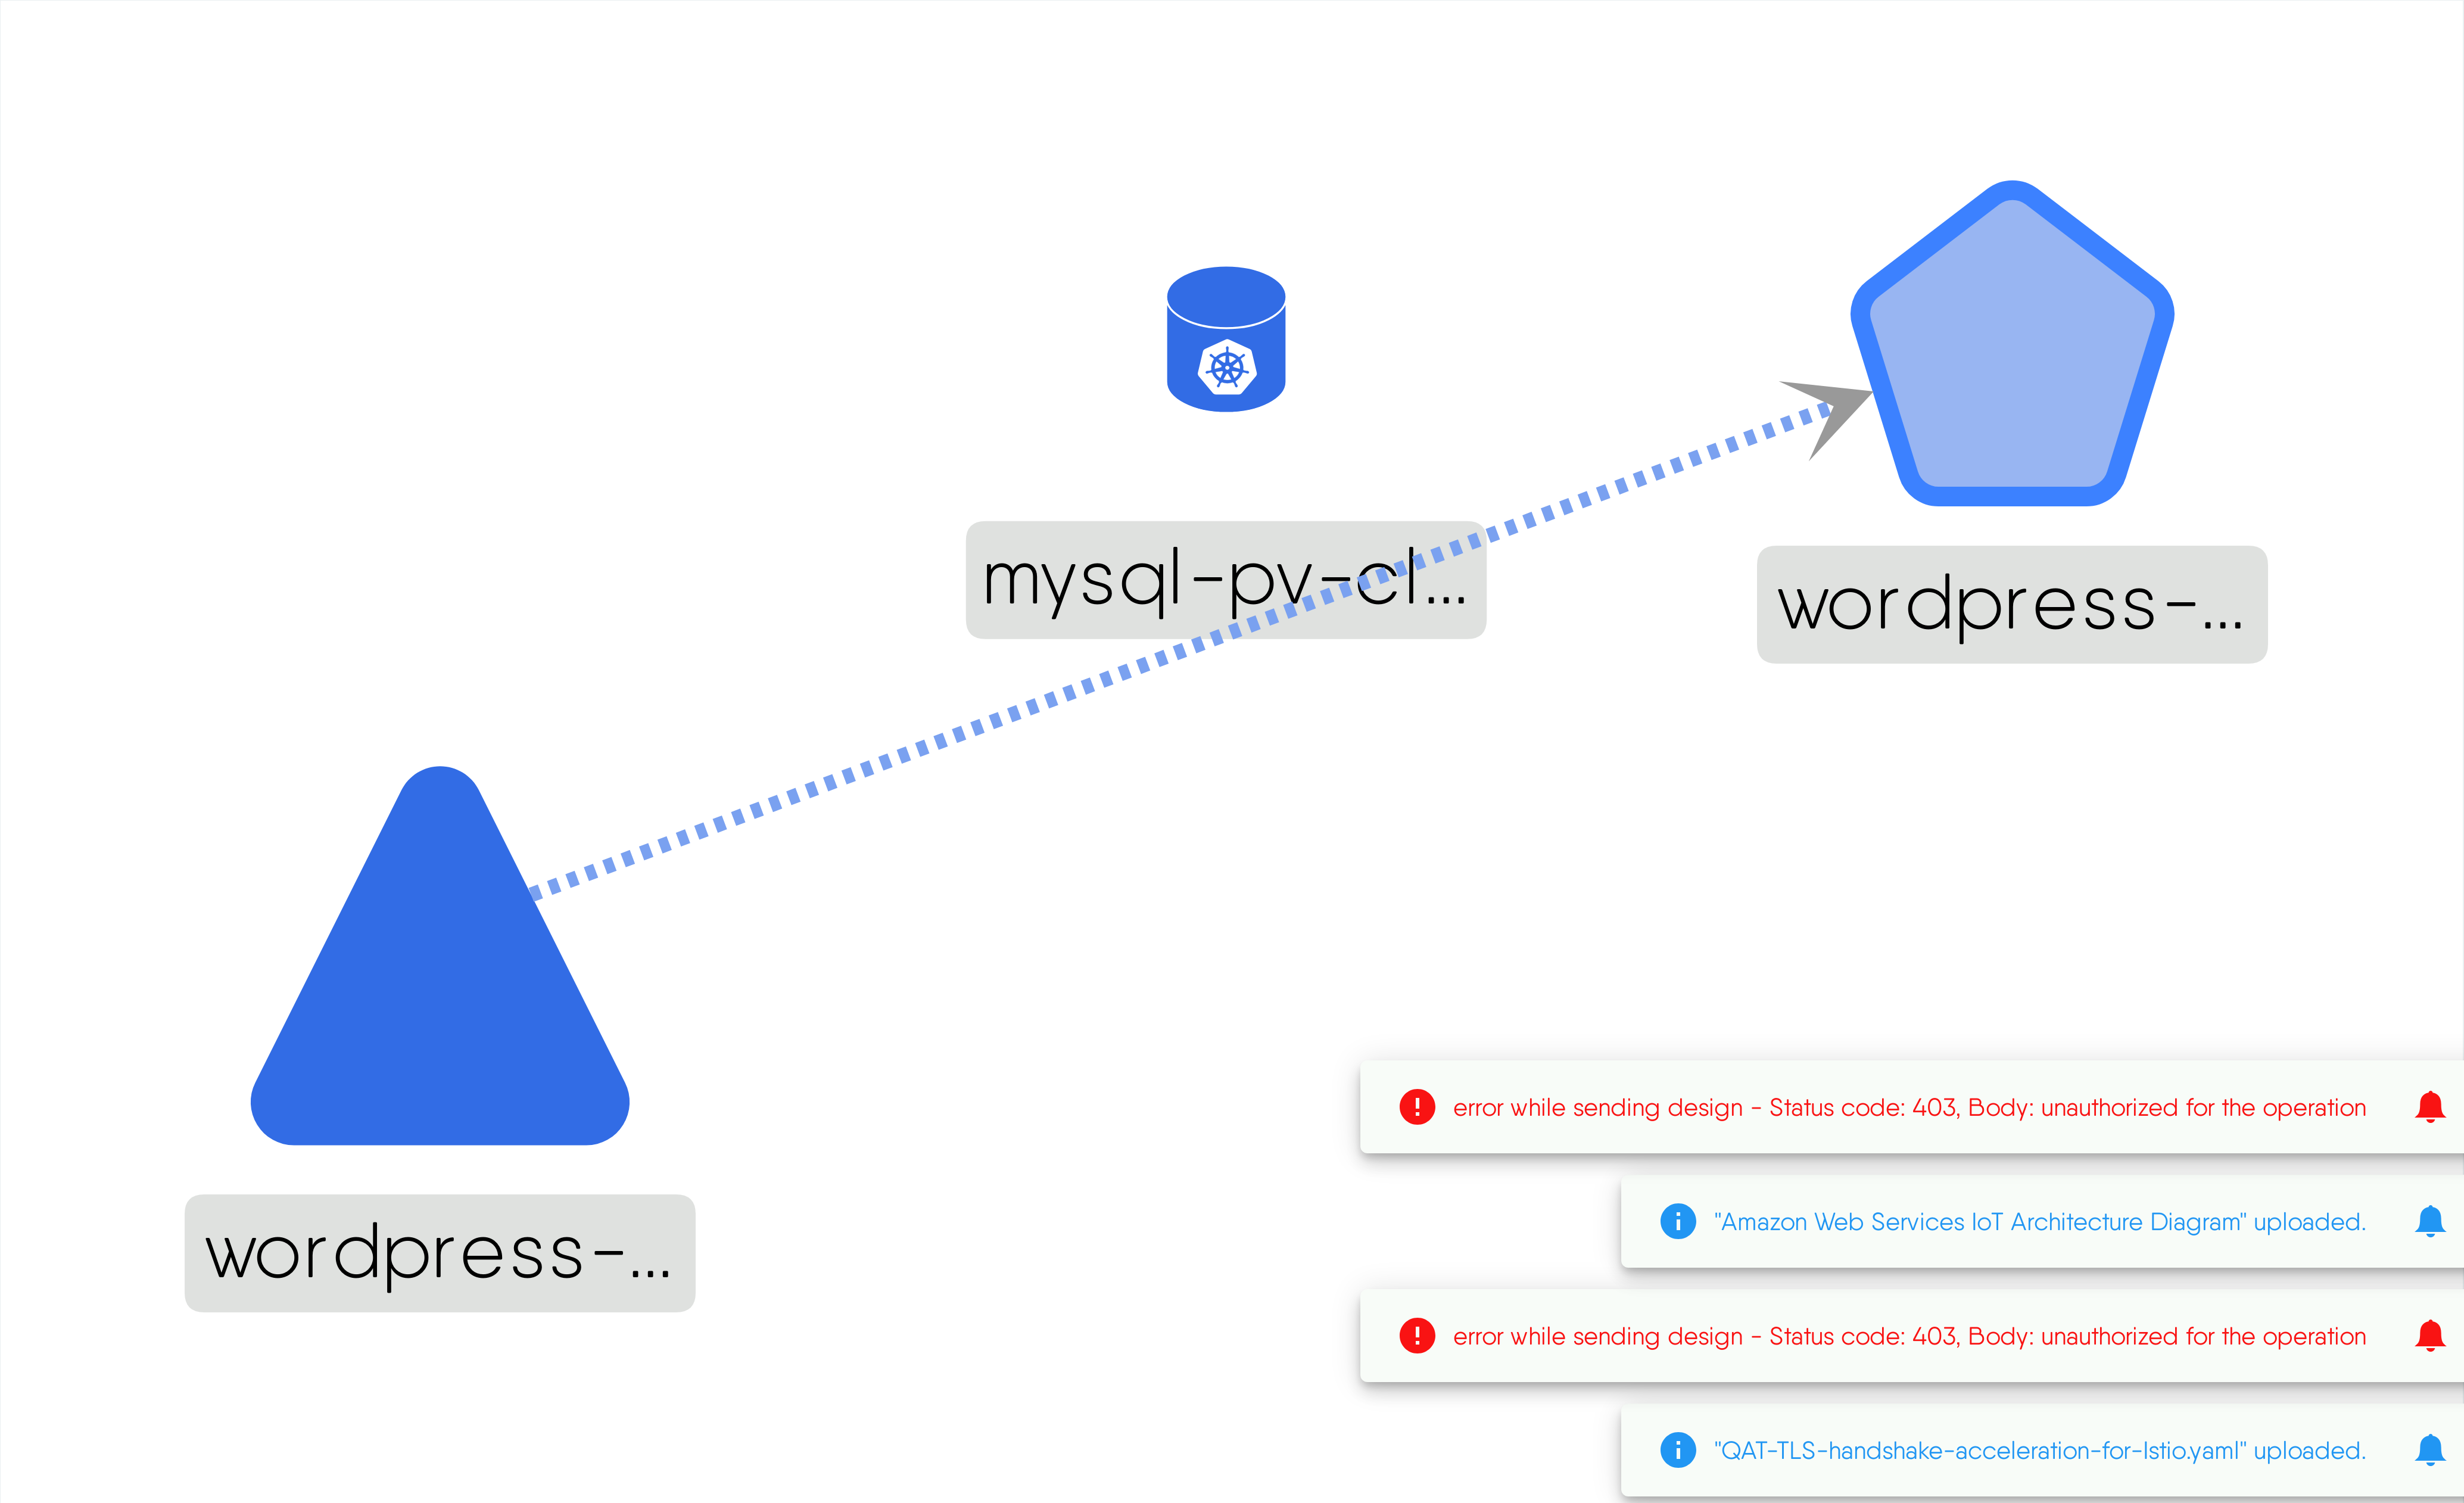 mysql-pv-cl...
wordpress-...
wordpress-...
error while sending design - Status code: 403, Body: unauthorized for the operation
"Amazon Web Services IoT Architecture Diagram" uploaded.
error while sending design - Status code: 403, Body: unauthorized for the operation
"QAT-TLS-handshake-acceleration-for-Istio.yaml" uploaded.